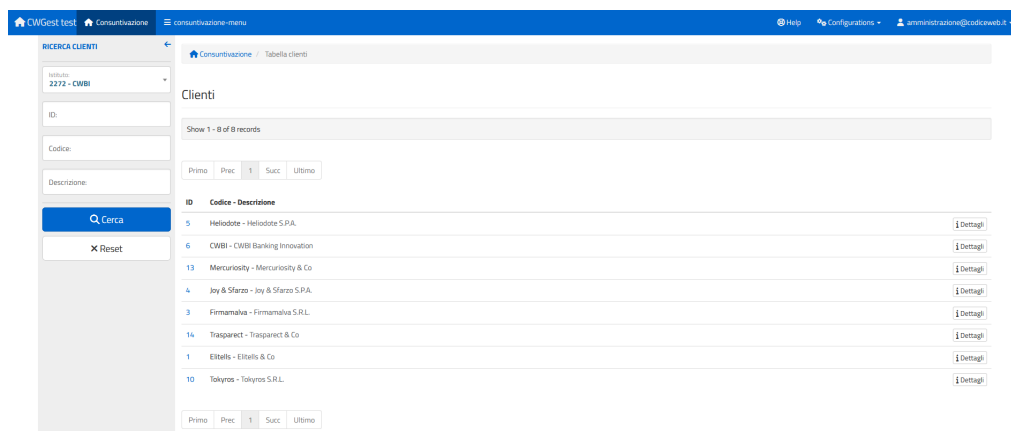 CWGest test Consuntivazione consuntivazione-menu Help Configurations amministrazione@codiceweb.it
RICERCA CLIENTI
Istituto:
2272 - CWBI
ID:
Codice:
Descrizione:
Cerca
Reset
Consuntivazione / Tabella clienti
Clienti
Show 1 - 8 of 8 records
Primo Prec 1 Succ Ultimo
ID Codice - Descrizione
5 Heliodote - Heliodote S.P.A. Dettagli
6 CWBI - CWBI Banking Innovation Dettagli
13 Mercuriosity - Mercuriosity & Co Dettagli
4 Joy & Sfarzo - Joy & Sfarzo S.P.A. Dettagli
3 Firmamalva - Firmamalva S.R.L. Dettagli
14 Trasparect - Trasparect & Co Dettagli
1 Elitells - Elitells & Co Dettagli
10 Tokyros - Tokyros S.R.L. Dettagli
Primo Prec 1 Succ Ultimo